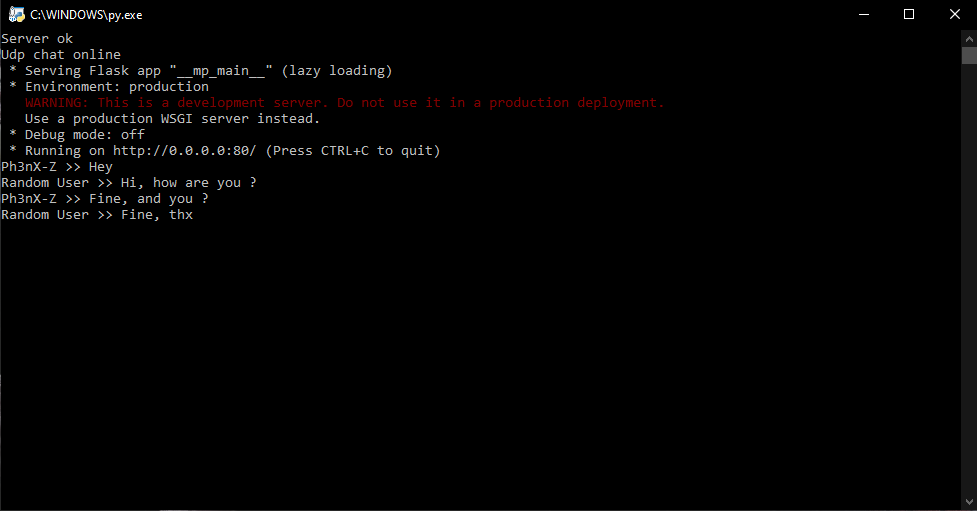 C:\WINDOWS\py.exe
Server ok
Udp chat online
* Serving Flask app "__mp_main__" (lazy loading)
* Environment: production
WARNING: This is a development server. Do not use it in a production deployment.
Use a production WSGI server instead.
* Debug mode: off
* Running on http://0.0.0.0:80/ (Press CTRL+C to quit)
Ph3nX-Z >> Hey
Random User >> Hi, how are you ?
Ph3nX-Z >> Fine, and you ?
Random User >> Fine, thx